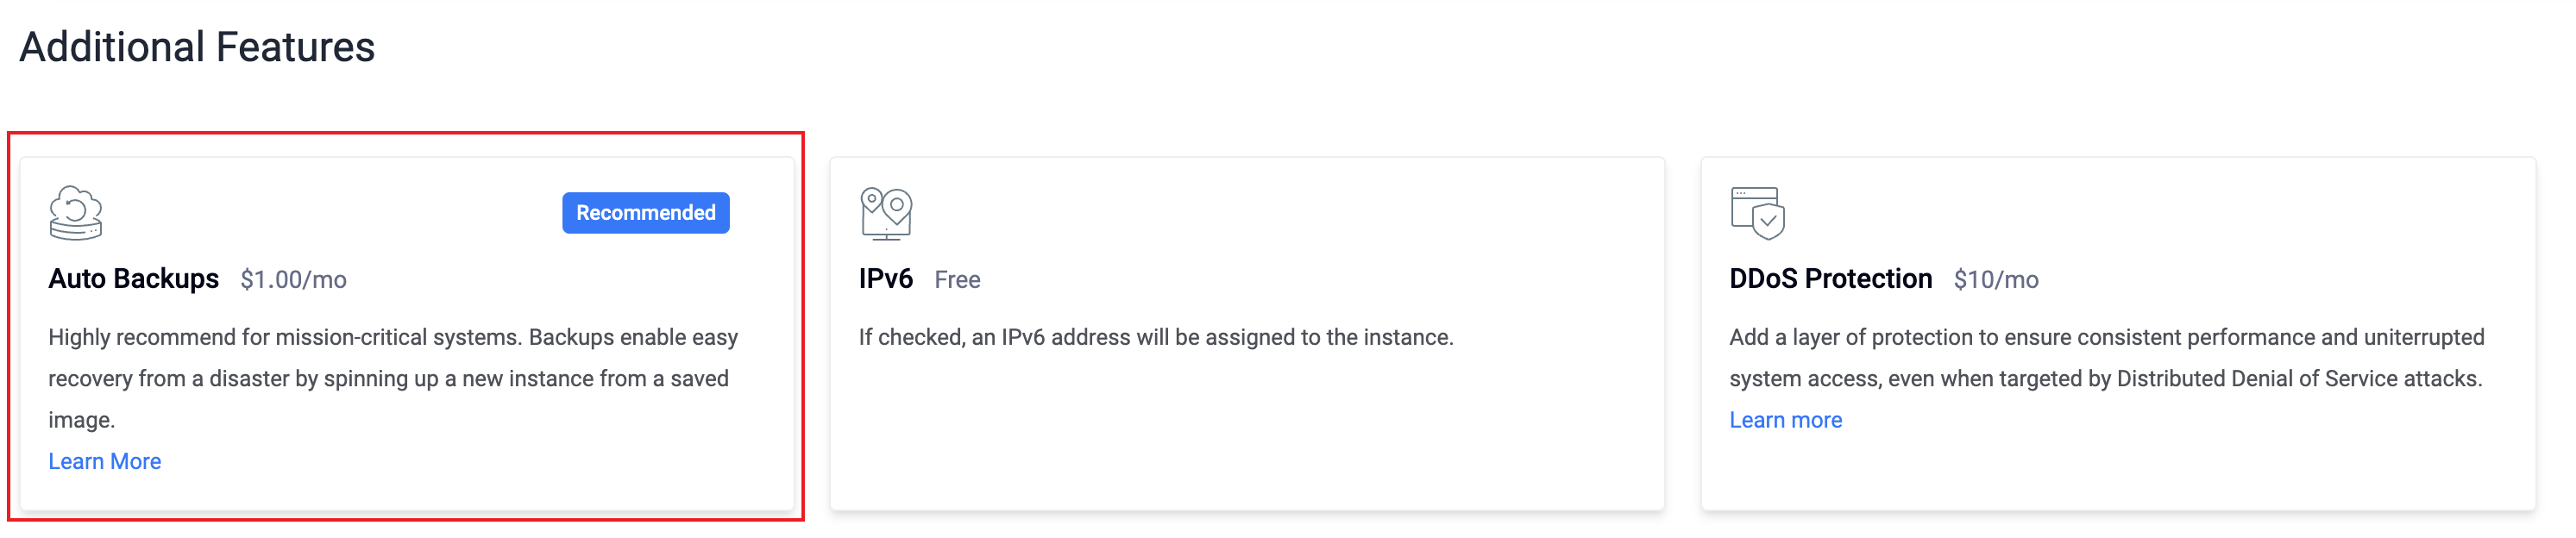 Additional Features
Recommended
Auto Backups $1.00/mo
Highly recommend for mission-critical systems. Backups enable easy
recovery from a disaster by spinning up a new instance from a saved
image.
Learn More
IPv6 Free
If checked, an IPv6 address will be assigned to the instance.
DDoS Protection $10/mo
Add a layer of protection to ensure consistent performance and uniterrupted
system access, even when targeted by Distributed Denial of Service attacks.
Learn more